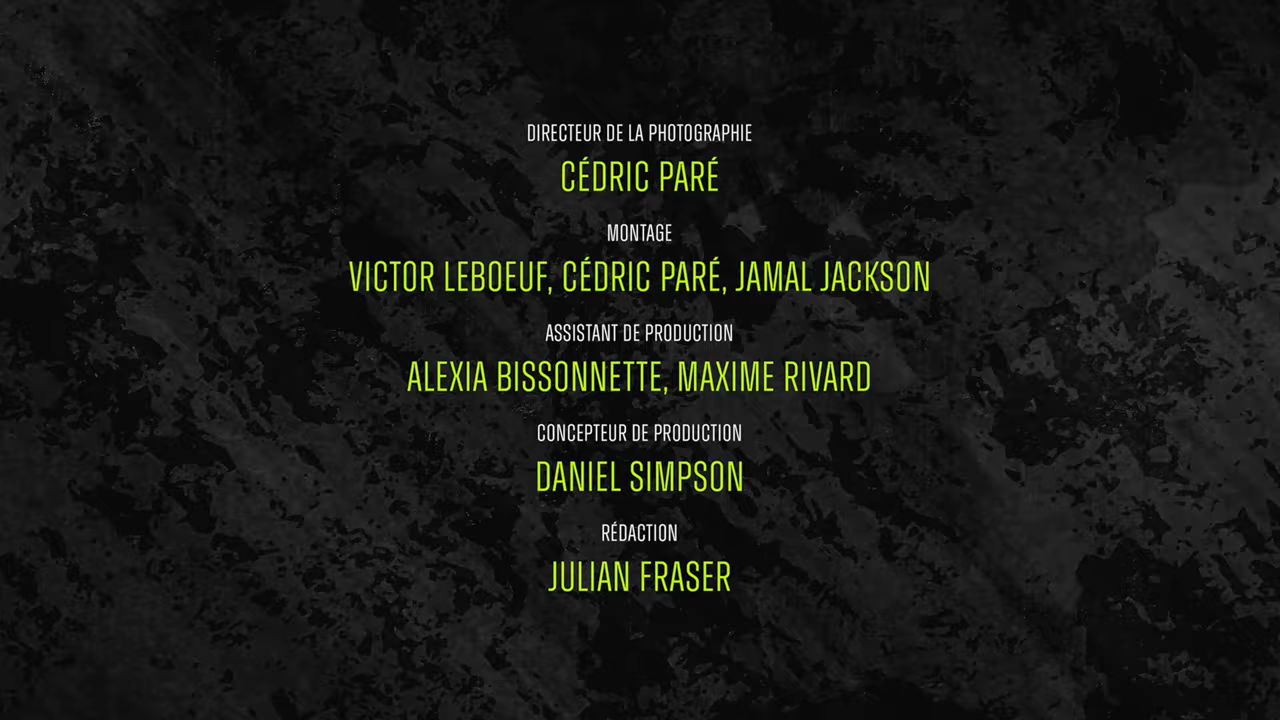 DIRECTEUR DE LA PHOTOGRAPHIE
CÉDRIC PARÉ
MONTAGE
VICTOR LEBOEUF, CÉDRIC PARÉ, JAMAL JACKSON
ASSISTANT DE PRODUCTION
ALEXIA BISSONNETTE, MAXIME RIVARD
CONCEPTEUR DE PRODUCTION
DANIEL SIMPSON
RÉDACTION
JULIAN FRASER